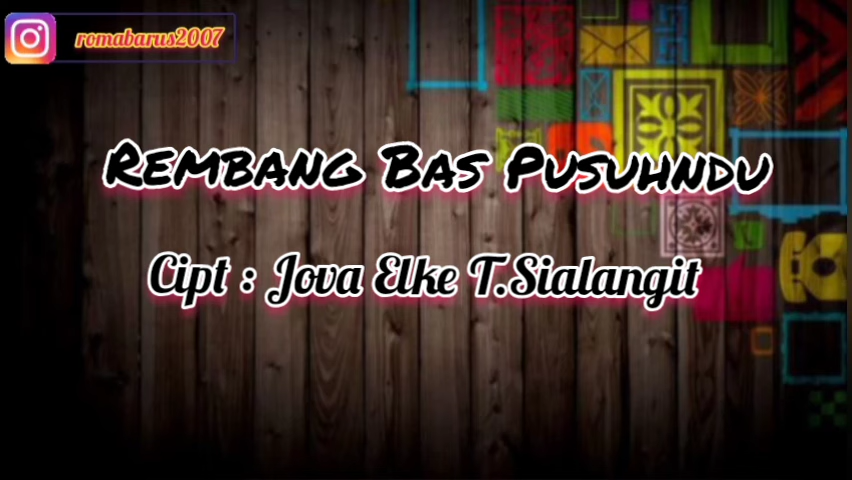 romabarus2007
Rembang Bas Pusuhndu
Cipt : Jova Elke T.Sialangit